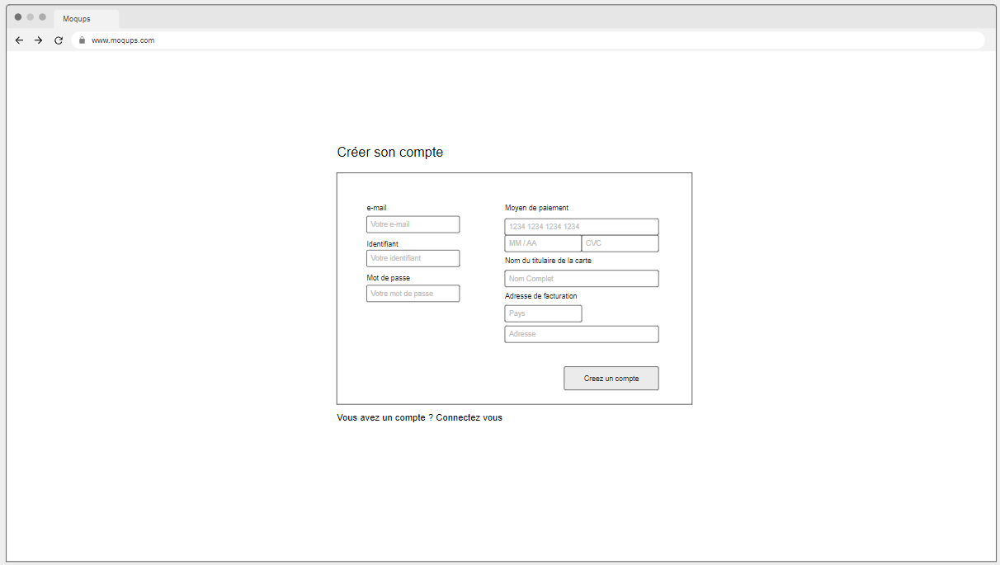 Moqups
www.moqups.com
Créer son compte
e-mail
Votre e-mail
Identifiant
Votre identifiant
Mot de passe
Votre mot de passe
Moyen de paiement
1234 1234 1234 1234
MM / AA
CVC
Nom du titulaire de la carte
Nom Complet
Adresse de facturation
Pays
Adresse
Creez un compte
Vous avez un compte ? Connectez vous